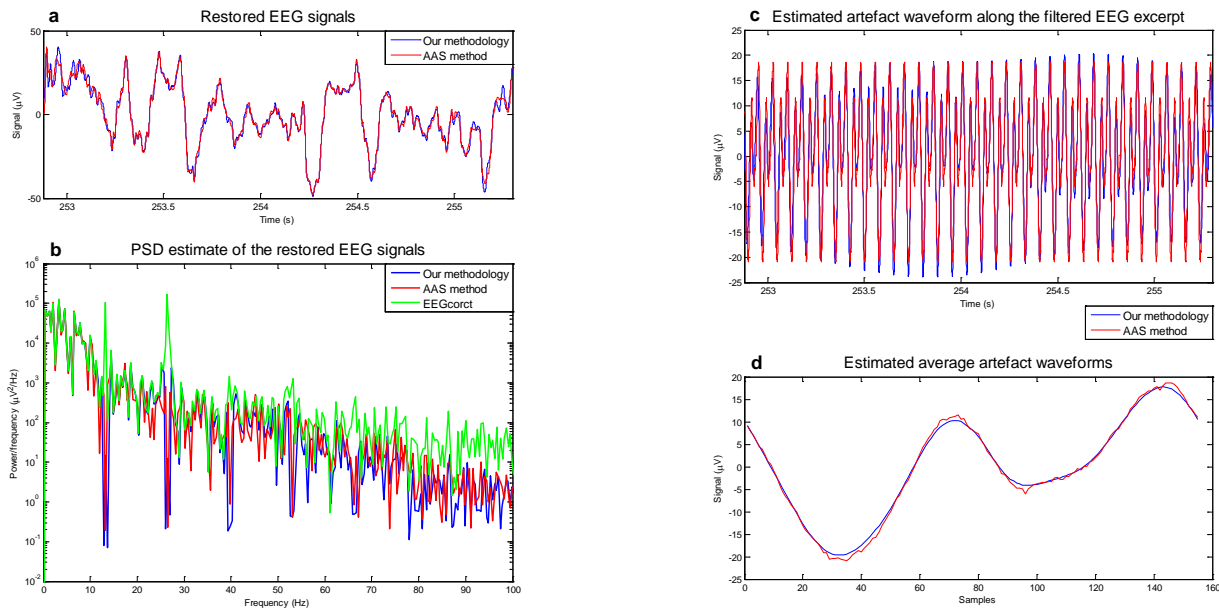 a Restored EEG signals
50
0
-50
Signal (µV)
Our methodology
AAS method
253 253.5 254 254.5 255
Time (s)
b PSD estimate of the restored EEG signals
10^6
10^5
10^4
10^3
10^2
10^1
10^0
10^-1
10^-2
Power/frequency (µV²/Hz)
Our methodology
AAS method
EEGcorct
0 10 20 30 40 50 60 70 80 90 100
Frequency (Hz)
c Estimated artefact waveform along the filtered EEG excerpt
25
20
15
10
5
0
-5
-10
-15
-20
-25
Signal (µV)
253 253.5 254 254.5 255
Time (s)
Our methodology
AAS method
d Estimated average artefact waveforms
20
15
10
5
0
-5
-10
-15
-20
-25
Signal (µV)
0 20 40 60 80 100 120 140 160
Samples